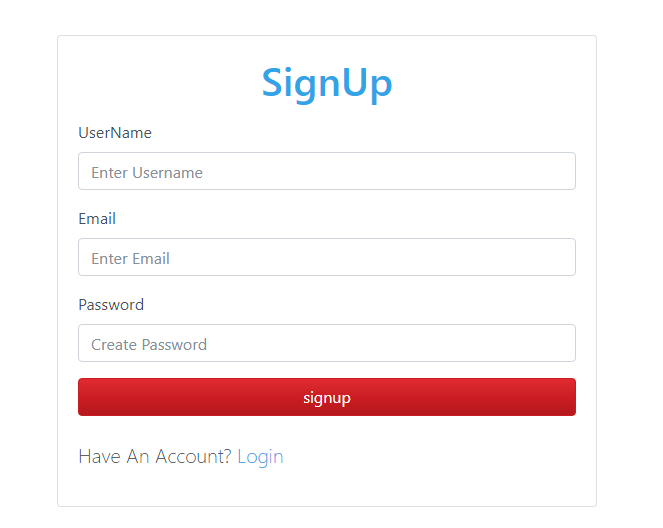 SignUp
UserName
Enter Username
Email
Enter Email
Password
Create Password
signup
Have An Account? Login